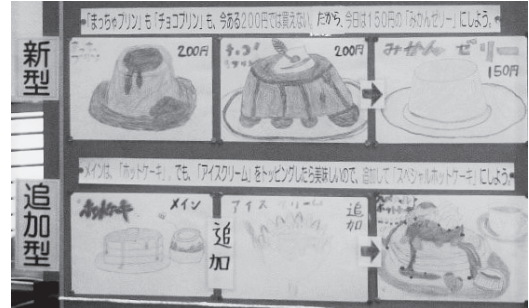 「まっちゃプリン」も「チョコプリン」も、今ある200円では買えない。だから、今日は150円の「みかんゼリー」にしよう。
新型
200円
200円
みかん ゼリー
150円
メインは、「ホットケーキ」。でも、「アイスクリーム」をトッピングしたら美味しいので、追加して「スペシャルホットケーキ」にしよう。
追加型
ホットケーキ
メイン
追加
アイス
追加